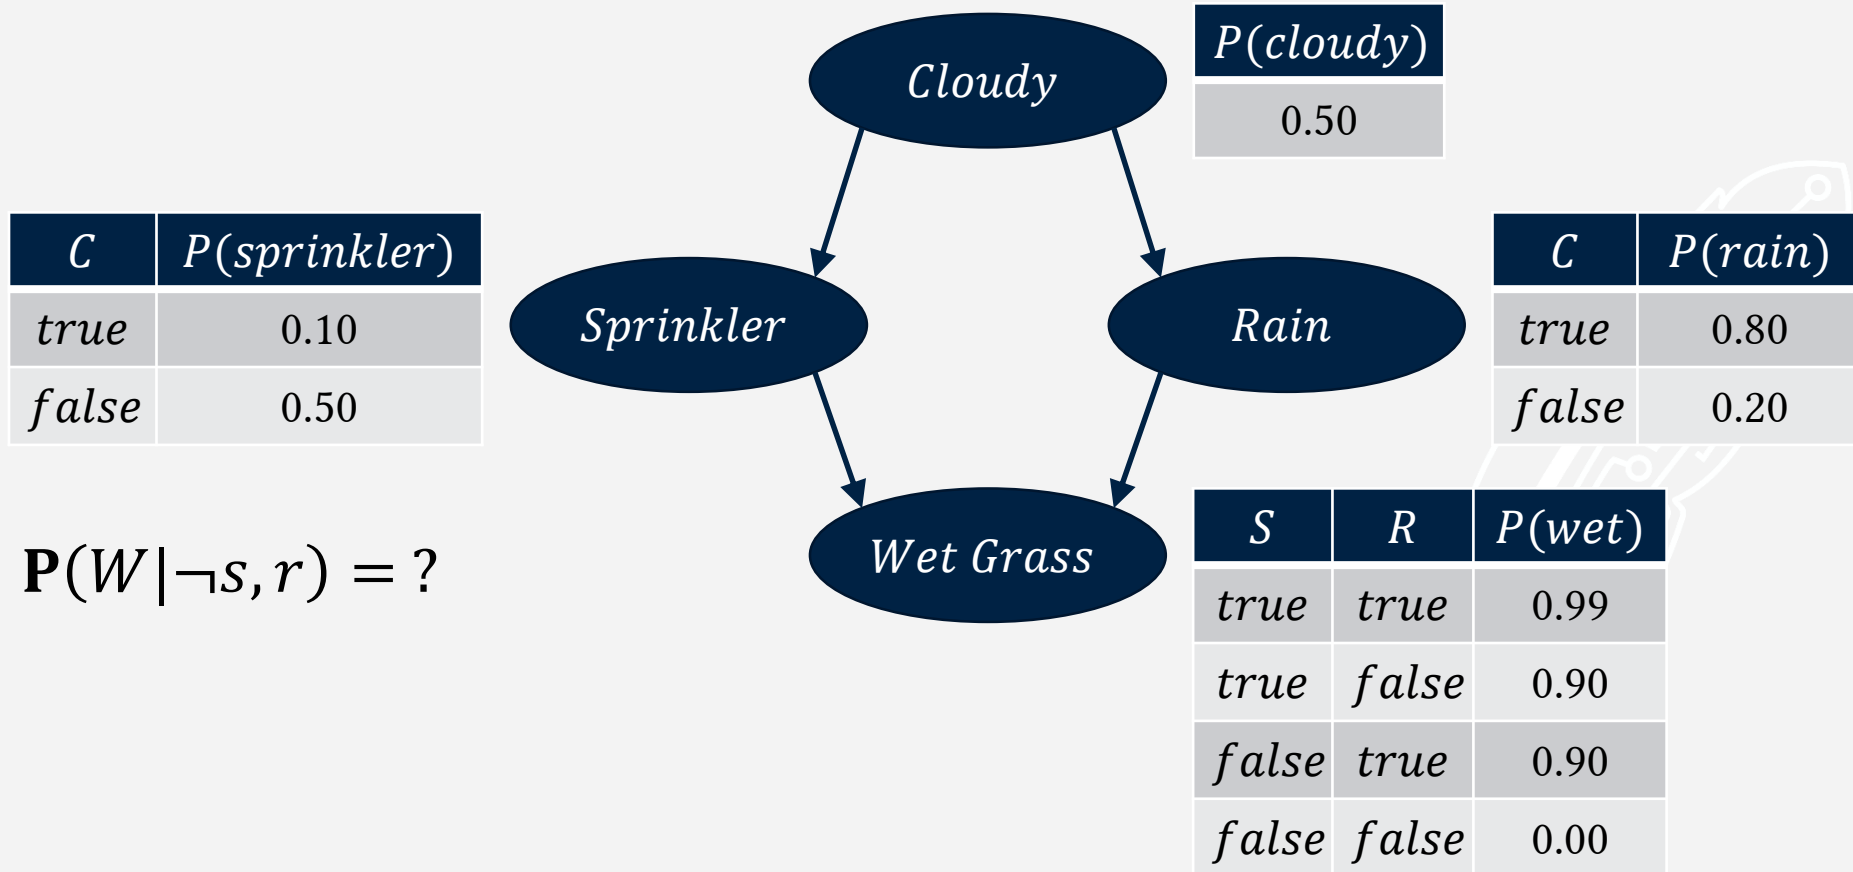 Cloudy
P(cloudy)
0.50
C P(sprinkler)
true 0.10
false 0.50
Sprinkler
Rain
C P(rain)
true 0.80
false 0.20
P(W|¬s, r) = ?
Wet Grass
S R P(wet)
true true 0.99
true false 0.90
false true 0.90
false false 0.00